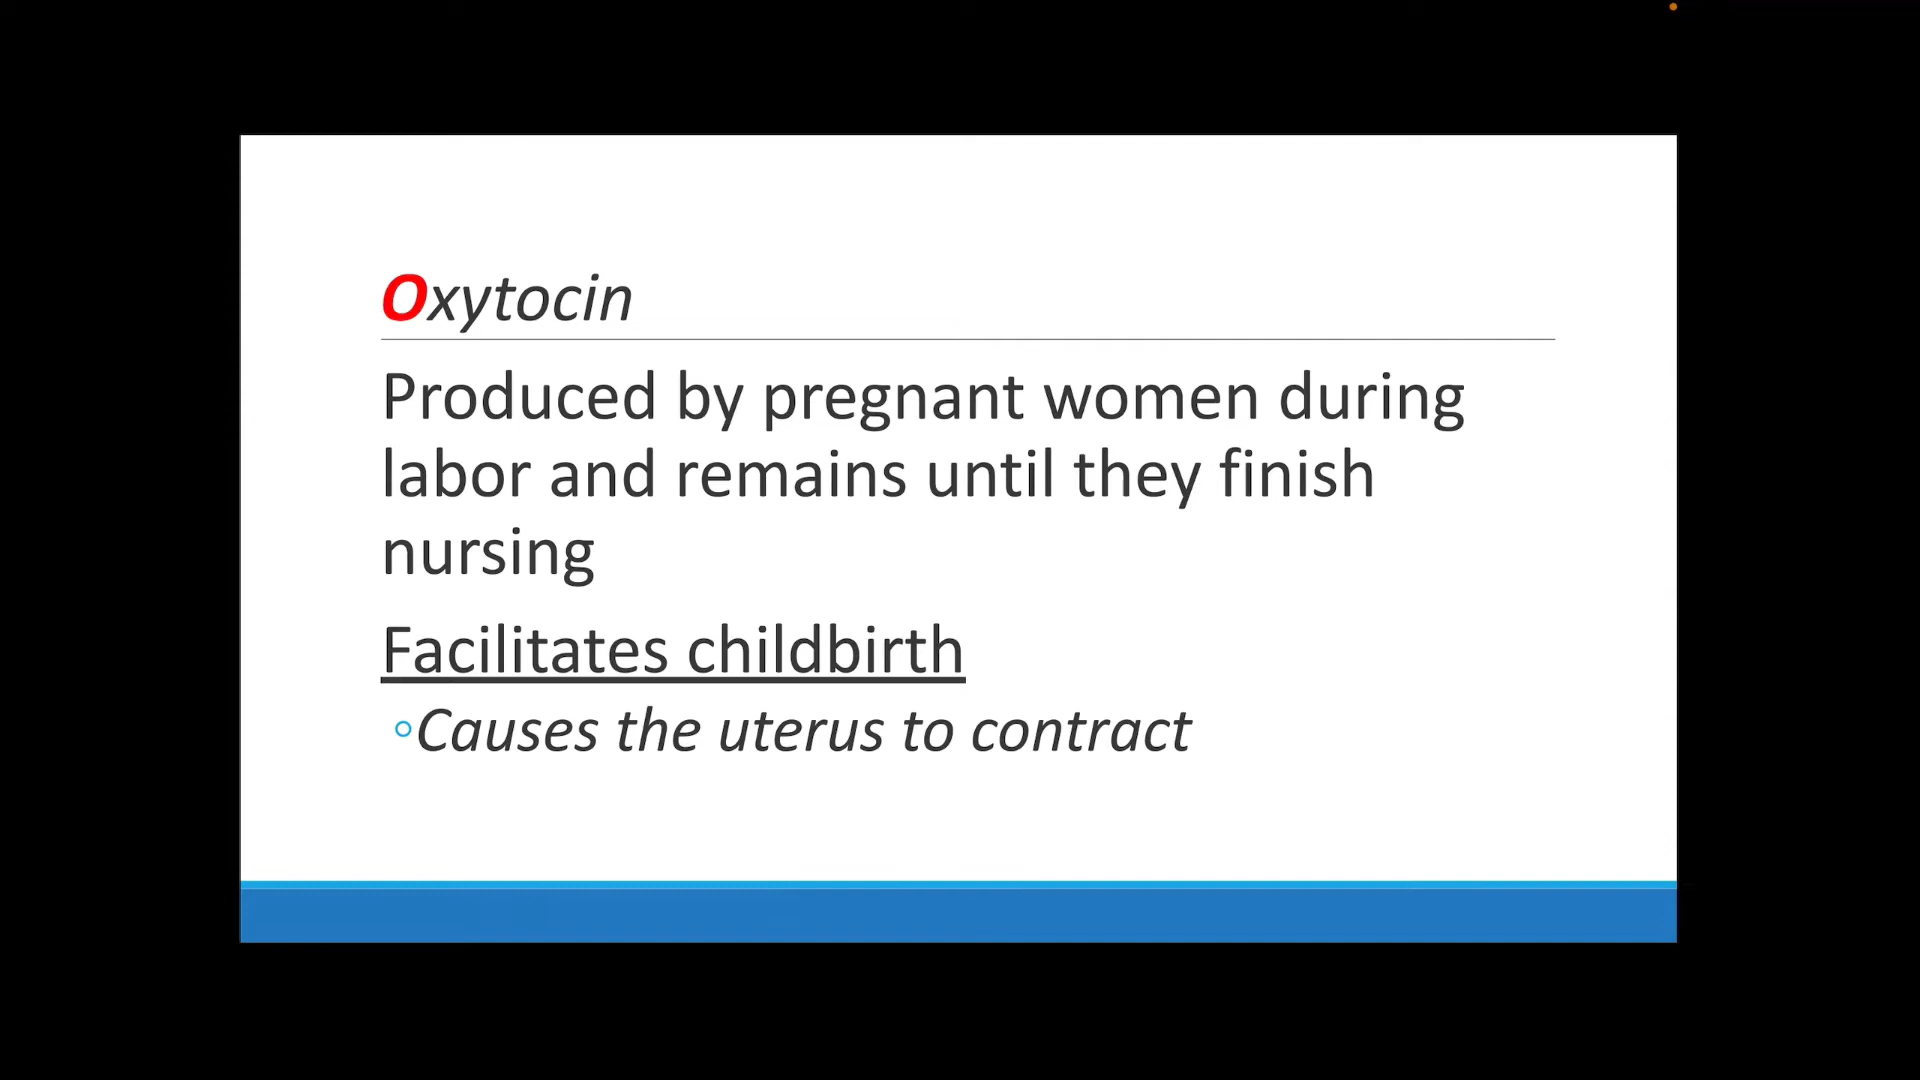 Oxytocin
Produced by pregnant women during
labor and remains until they finish
nursing
Facilitates childbirth
◦Causes the uterus to contract